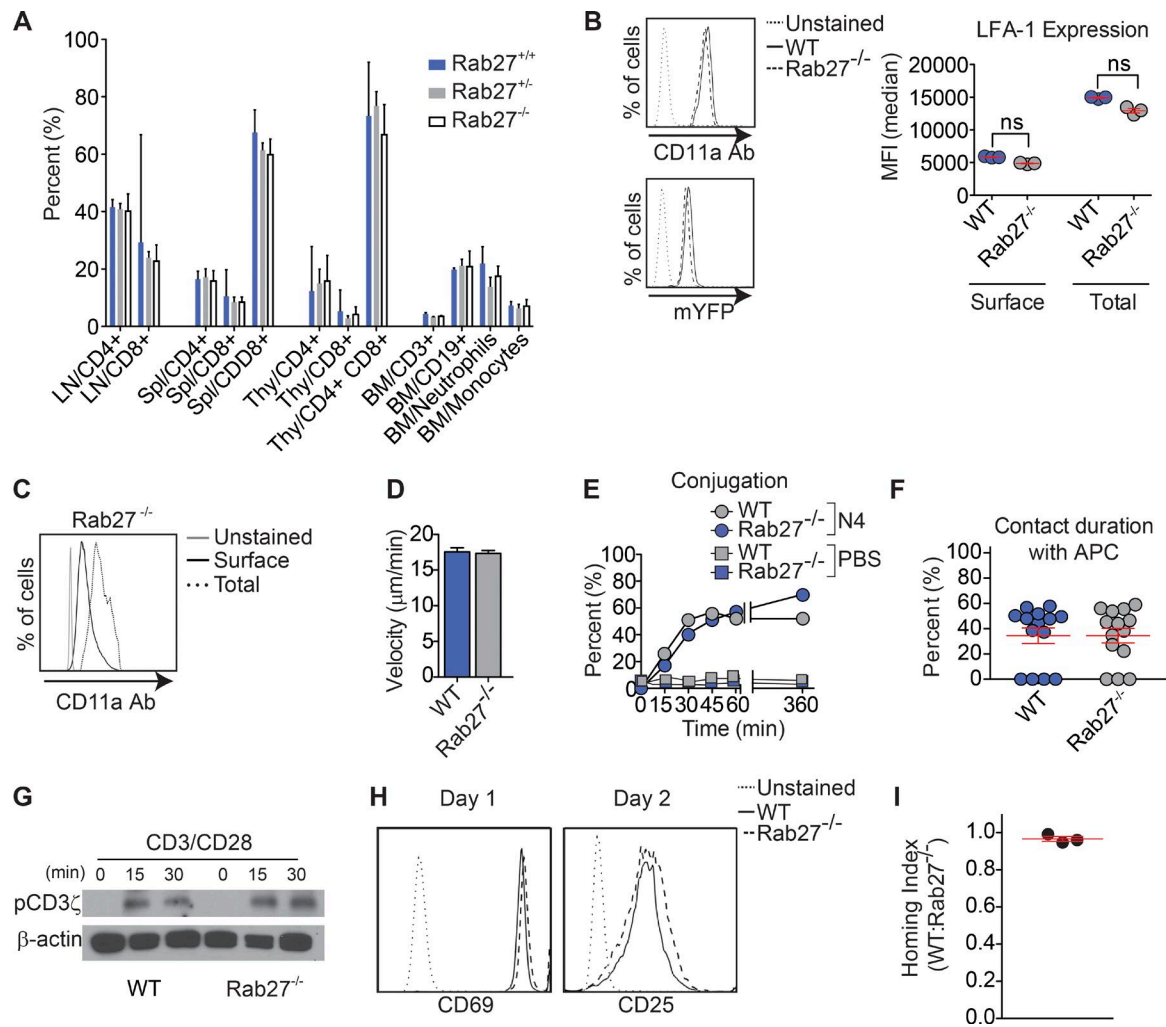 A
100
80
60
40
20
0
Percent (%)
Rab27+/+
Rab27+/-
Rab27-/-
LN/CD4+
LN/CD8+
Spl/CD4+
Spl/CD8+
Spl/CDD8+
Thy/CD4+
Thy/CD8+
Thy/CD4+ CD8+
BM/CD3+
BM/CD19+
BM/Neutrophils
BM/Monocytes
B
% of cells
CD11a Ab
Unstained
WT
Rab27-/-
% of cells
mYFP
LFA-1 Expression
MFI (median)
20000
15000
10000
5000
0
ns
ns
WT
Rab27-/-
WT
Rab27-/-
Surface
Total
C
Rab27 -/-
% of cells
CD11a Ab
Unstained
Surface
Total
D
Velocity (μm/min)
20
15
10
5
0
WT
Rab27-/-
E
Conjugation
WT
Rab27-/-
N4
WT
Rab27-/-
PBS
Percent (%)
100
80
60
40
20
0
0 15 30 45 60 360
Time (min)
F
Contact duration
with APC
Percent (%)
100
80
60
40
20
0
WT
Rab27-/-
G
CD3/CD28
(min) 0 15 30 0 15 30
pCD3ζ
β-actin
WT Rab27-/-
H
Day 1
Day 2
Unstained
WT
Rab27-/-
CD69
CD25
I
Homing Index
(WT:Rab27-/-)
1.0
0.8
0.6
0.4
0.2
0.0